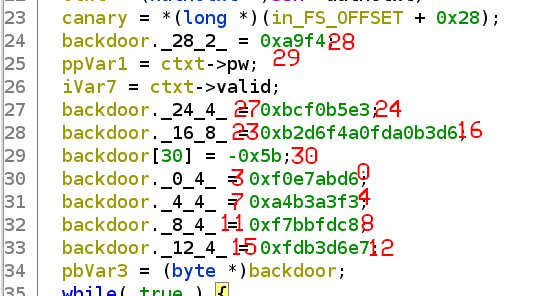 23 canary = *(long *)(in_FS_OFFSET + 0x28);
24 backdoor._28_2_ = 0xa9f4; 28
25 ppVar1 = ctxt->pw; 29
26 iVar7 = ctxt->valid;
27 backdoor._24_4_ 27 = 0xbcf0b5e3; 24
28 backdoor._16_8_ 23 = 0xb2d6f4a0fda0b3d6; 16
29 backdoor[30] = -0x5b; 30
30 backdoor._0_4_ 3 = 0xf0e7abd6; 0
31 backdoor._4_4_ 7 = 0xa4b3a3f3; 4
32 backdoor._8_4_ 11 = 0xf7bbfdc8; 8
33 backdoor._12_4_ 15 = 0xfdb3d6e7; 12
34 pbVar3 = (byte *)backdoor;
35 while( true ) {